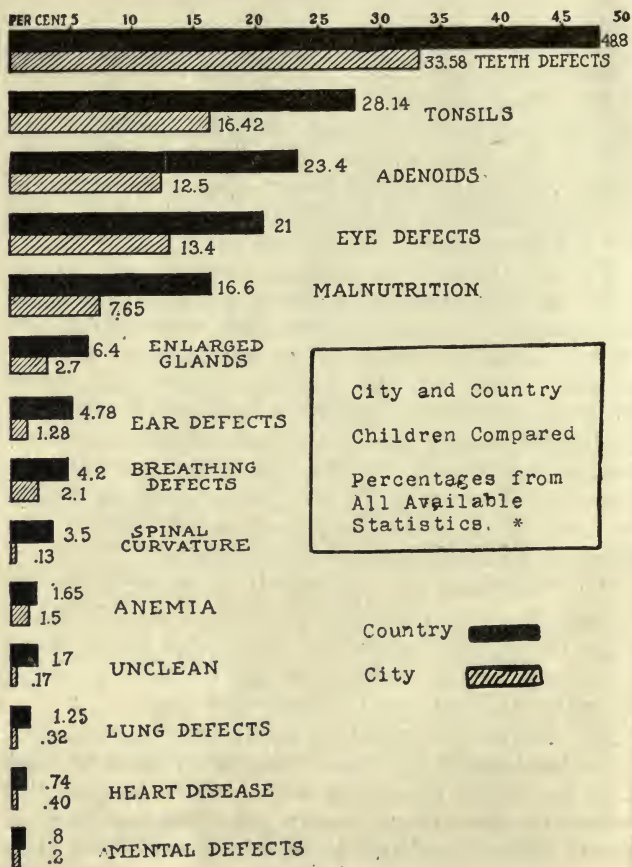 PER CENT 5 10 15 20 25 30 35 40 45 50
48.8
33.58 TEETH DEFECTS
28.14
TONSILS
16.42
23.4
ADENOIDS
12.5
21
EYE DEFECTS
13.4
16.6
MALNUTRITION
7.65
6.4 ENLARGED
2.7 GLANDS
4.78
EAR DEFECTS
1.28
4.2 BREATHING
2.1 DEFECTS
3.5 SPINAL
.13 CURVATURE
1.65
ANEMIA
1.5
1.7
UNCLEAN
.17
1.25
LUNG DEFECTS
.32
.74
HEART DISEASE
.40
.8
MENTAL DEFECTS
.2
City and Country
Children Compared
Percentages from
All Available
Statistics. *
Country
City